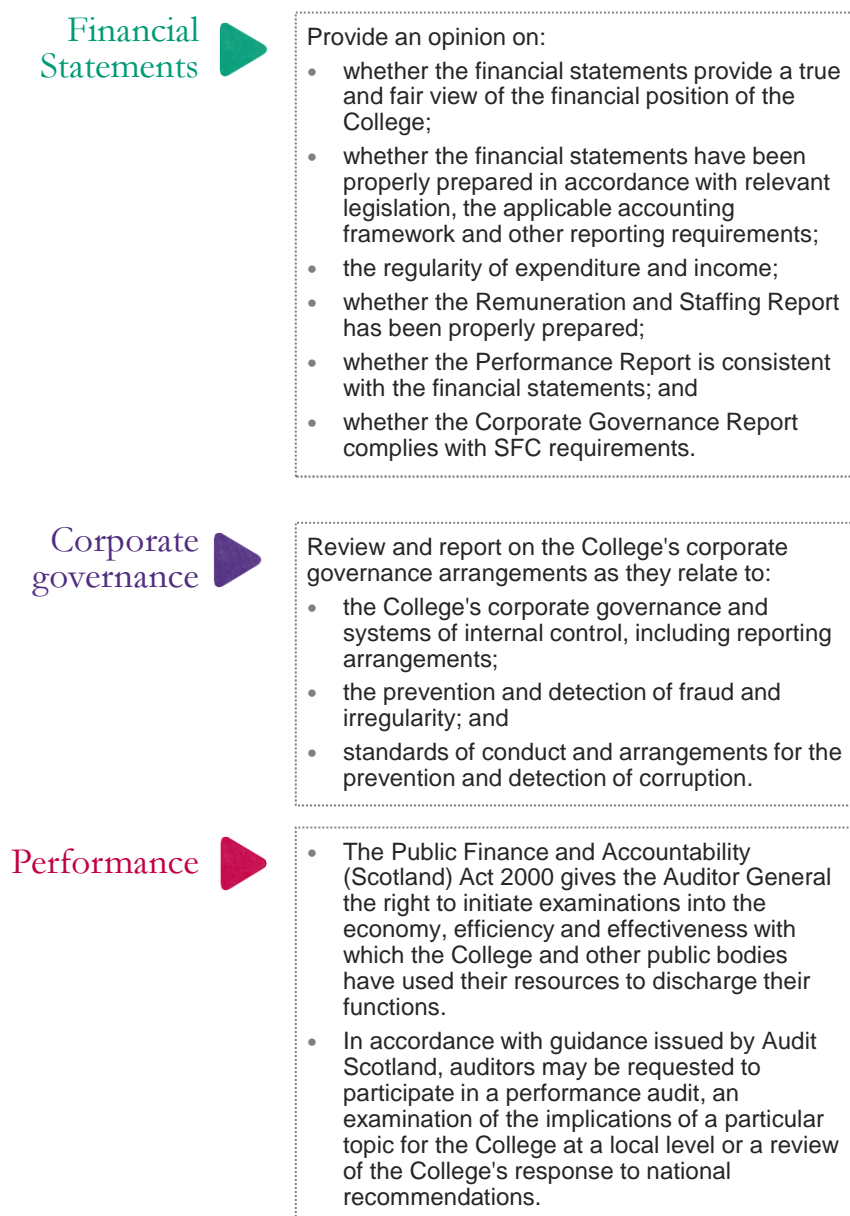 Financial
Statements
Provide an opinion on:
• whether the financial statements provide a true
and fair view of the financial position of the
College;
• whether the financial statements have been
properly prepared in accordance with relevant
legislation, the applicable accounting
framework and other reporting requirements;
• the regularity of expenditure and income;
• whether the Remuneration and Staffing Report
has been properly prepared;
• whether the Performance Report is consistent
with the financial statements; and
• whether the Corporate Governance Report
complies with SFC requirements.
Corporate
governance
Review and report on the College's corporate
governance arrangements as they relate to:
• the College's corporate governance and
systems of internal control, including reporting
arrangements;
• the prevention and detection of fraud and
irregularity; and
• standards of conduct and arrangements for the
prevention and detection of corruption.
Performance
• The Public Finance and Accountability
(Scotland) Act 2000 gives the Auditor General
the right to initiate examinations into the
economy, efficiency and effectiveness with
which the College and other public bodies
have used their resources to discharge their
functions.
• In accordance with guidance issued by Audit
Scotland, auditors may be requested to
participate in a performance audit, an
examination of the implications of a particular
topic for the College at a local level or a review
of the College's response to national
recommendations.